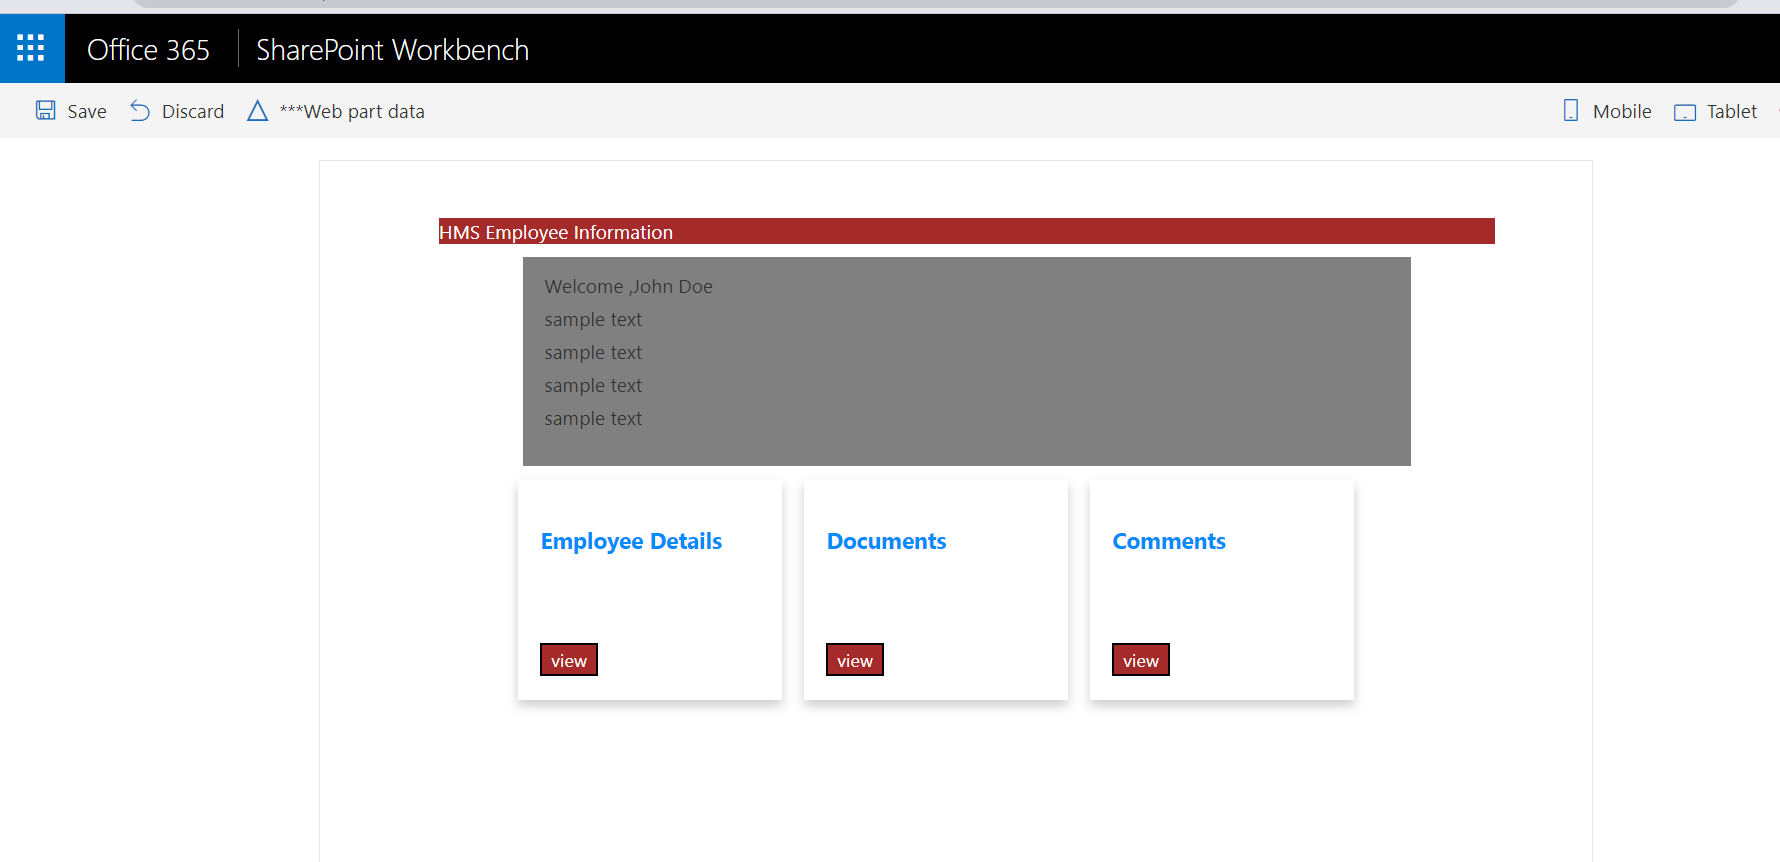 Office 365 SharePoint Workbench
Save Discard ***Web part data Mobile Tablet
HMS Employee Information
Welcome ,John Doe
sample text
sample text
sample text
sample text
Employee Details Documents Comments
view view view